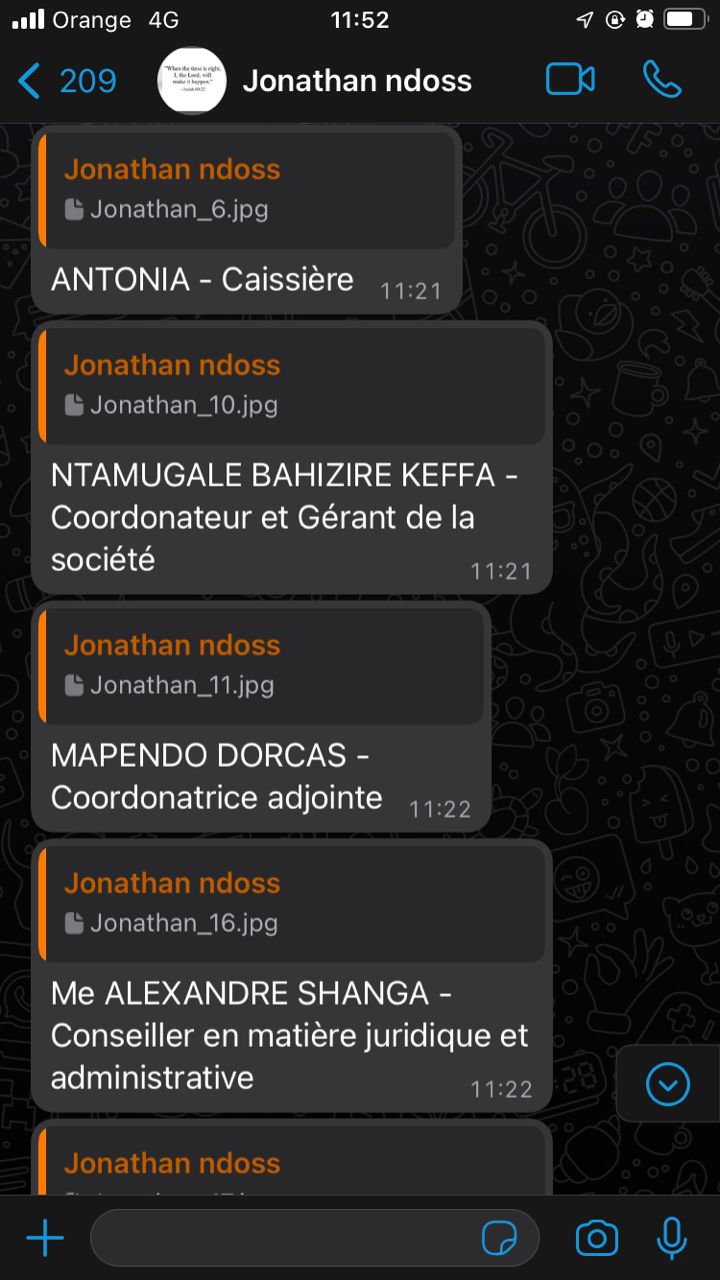 Orange 4G 11:52
209 Jonathan ndoss
"When the time is right,
I, the Lord, will
make it happen."
- Isaiah 60:22
Jonathan ndoss
Jonathan_6.jpg
ANTONIA - Caissière 11:21
Jonathan ndoss
Jonathan_10.jpg
NTAMUGALE BAHIZIRE KEFFA -
Coordonateur et Gérant de la
société 11:21
Jonathan ndoss
Jonathan_11.jpg
MAPENDO DORCAS -
Coordonatrice adjointe 11:22
Jonathan ndoss
Jonathan_16.jpg
Me ALEXANDRE SHANGA -
Conseiller en matière juridique et
administrative 11:22
Jonathan ndoss